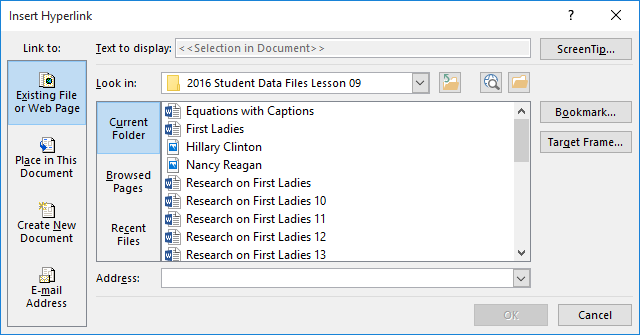 Insert Hyperlink
? ×
Link to:
Text to display: <<Selection in Document>>
ScreenTip...
Existing File
or Web Page
Look in: 2016 Student Data Files Lesson 09
Place in This
Document
Create New
Document
E-mail
Address
Current
Folder
Browsed
Pages
Recent
Files
Equations with Captions
First Ladies
Hillary Clinton
Nancy Reagan
Research on First Ladies
Research on First Ladies 10
Research on First Ladies 11
Research on First Ladies 12
Research on First Ladies 13
Bookmark...
Target Frame...
Address:
OK
Cancel